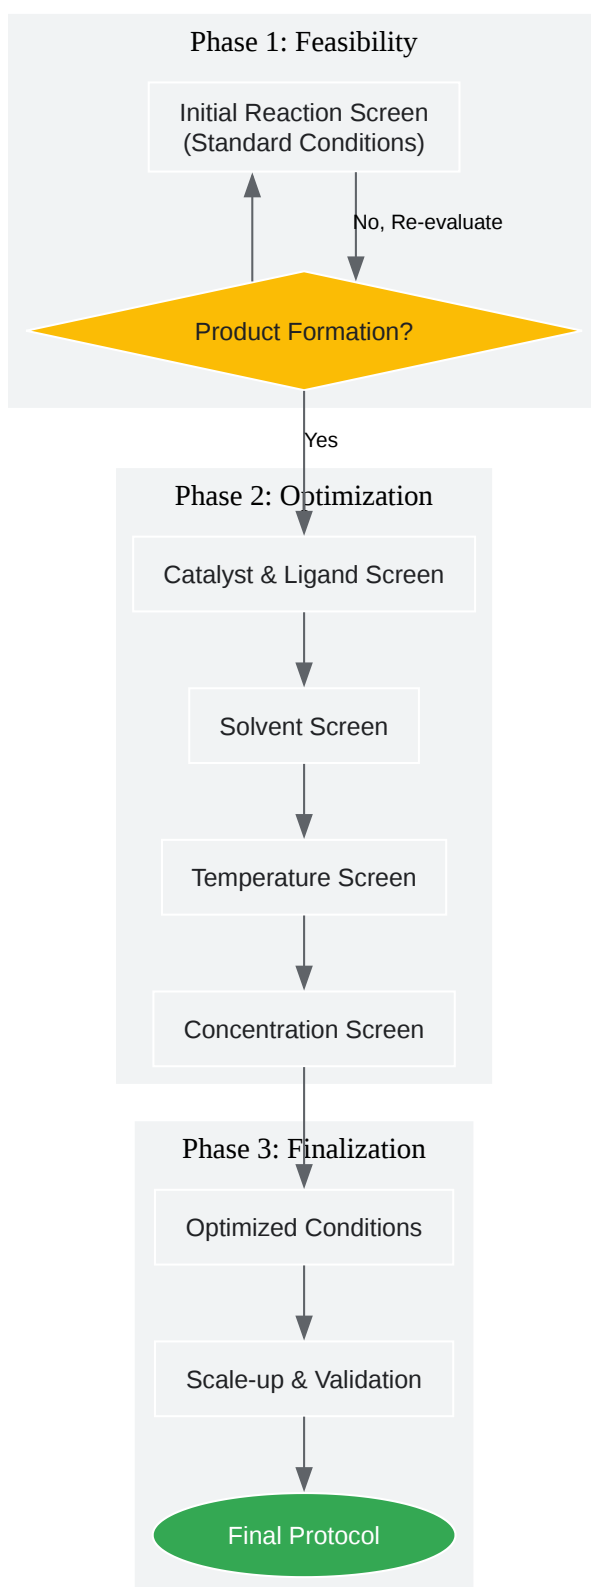 Phase 1: Feasibility
Initial Reaction Screen
(Standard Conditions)
No, Re-evaluate
Product Formation?
Yes
Phase 2: Optimization
Catalyst & Ligand Screen
Solvent Screen
Temperature Screen
Concentration Screen
Phase 3: Finalization
Optimized Conditions
Scale-up & Validation
Final Protocol